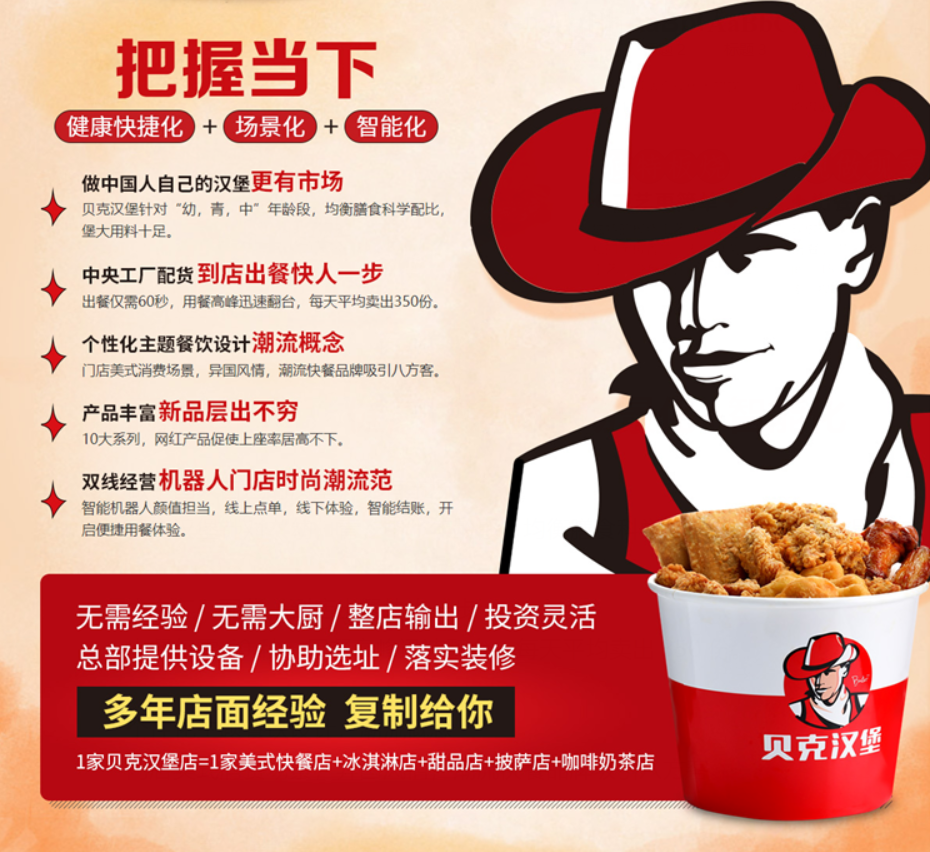 把握当下
健康快捷化 + 场景化 + 智能化
做中国人自己的汉堡更有市场
贝克汉堡针对“幼,青,中”年龄段,均衡膳食科学配比,
堡大用料十足。
中央工厂配货 到店出餐快人一步
出餐仅需60秒,用餐高峰迅速翻台,每天平均卖出350份。
个性化主题餐饮设计潮流概念
门店美式消费场景,异国风情,潮流快餐品牌吸引八方客。
产品丰富新品层出不穷
10大系列,网红产品促使上座率居高不下。
双线经营机器人门店时尚潮流范
智能机器人颜值担当,线上点单,线下体验,智能结账,开
启便捷用餐体验。
无需经验 / 无需大厨 / 整店输出 / 投资灵活
总部提供设备 / 协助选址 / 落实装修
多年店面经验 复制给你
1家贝克汉堡店=1家美式快餐店+冰淇淋店+甜品店+披萨店+咖啡奶茶店
贝克汉堡